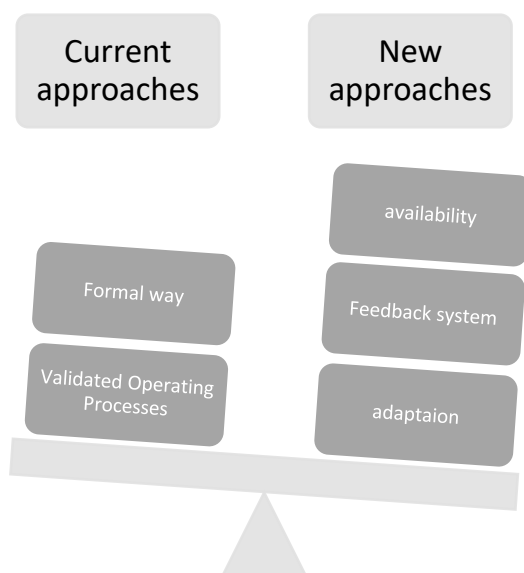 Current
approaches
New
approaches
Formal way
Validated Operating
Processes
availability
Feedback system
adaptaion